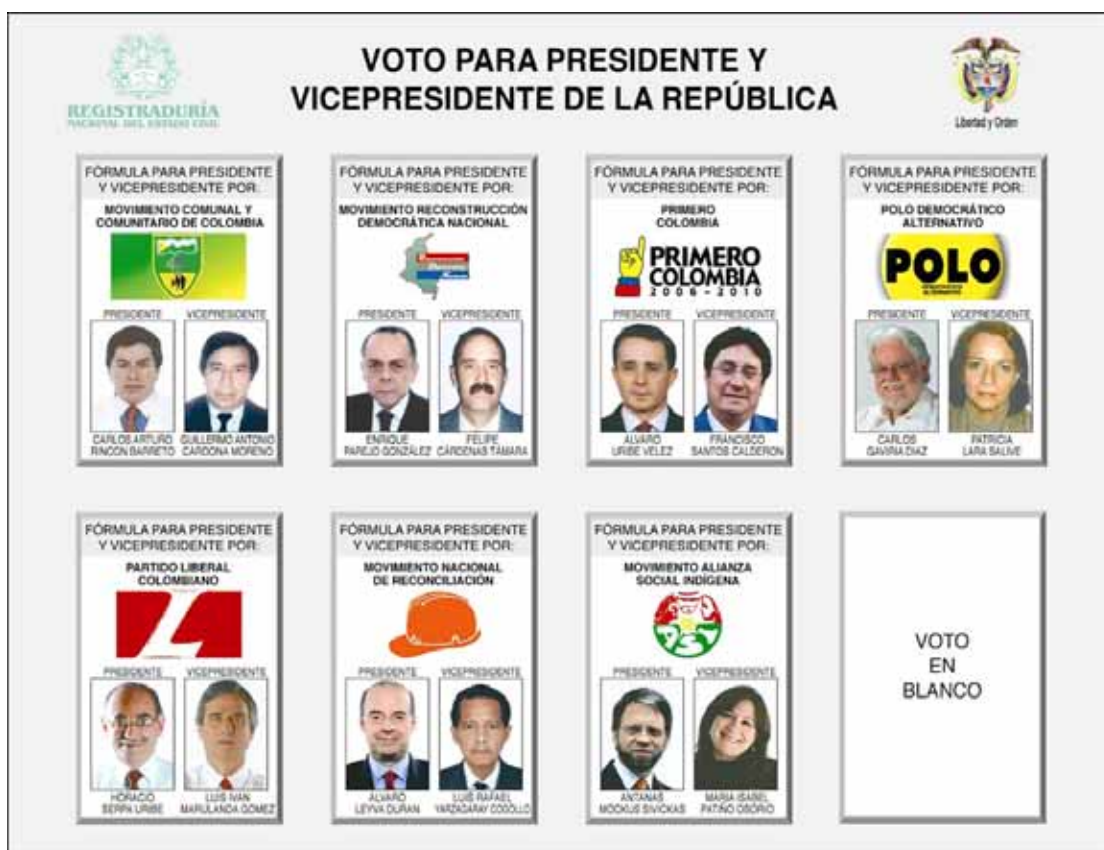 REGISTRADURÍA
NACIONAL DEL ESTADO CIVIL
VOTO PARA PRESIDENTE Y
VICEPRESIDENTE DE LA REPÚBLICA
Libertad y Orden
FÓRMULA PARA PRESIDENTE
Y VICEPRESIDENTE POR:
MOVIMIENTO COMUNAL Y
COMUNITARIO DE COLOMBIA
PRESIDENTE VICEPRESIDENTE
CARLOS ARTURO
RINCON BARRETO
GUILLERMO ANTONIO
CARDONA MORENO
FÓRMULA PARA PRESIDENTE
Y VICEPRESIDENTE POR:
MOVIMIENTO RECONSTRUCCIÓN
DEMOCRÁTICA NACIONAL
PRESIDENTE VICEPRESIDENTE
ENRIQUE
PAREJO GONZÁLEZ
FELIPE
CÁRDENAS TAMARA
FÓRMULA PARA PRESIDENTE
Y VICEPRESIDENTE POR:
PRIMERO
COLOMBIA
PRIMERO
COLOMBIA
2006 - 2010
PRESIDENTE VICEPRESIDENTE
ALVARO
URIBE VELEZ
FRANCISCO
SANTOS CALDERON
FÓRMULA PARA PRESIDENTE
Y VICEPRESIDENTE POR:
POLO DEMOCRÁTICO
ALTERNATIVO
POLO
DEMOCRÁTICO
ALTERNATIVO
PRESIDENTE VICEPRESIDENTE
CARLOS
GAVIRIA DIAZ
PATRICIA
LARA SALIVE
FÓRMULA PARA PRESIDENTE
Y VICEPRESIDENTE POR:
PARTIDO LIBERAL
COLOMBIANO
L
PRESIDENTE VICEPRESIDENTE
HORACIO
SERPA URIBE
LUIS IVAN
MARULANDA GOMEZ
FÓRMULA PARA PRESIDENTE
Y VICEPRESIDENTE POR:
MOVIMIENTO NACIONAL
DE RECONCILIACIÓN
PRESIDENTE VICEPRESIDENTE
ALVARO
LEYVA DURAN
LUIS RAFAEL
YARZAGARAY COGOLLO
FÓRMULA PARA PRESIDENTE
Y VICEPRESIDENTE POR:
MOVIMIENTO ALIANZA
SOCIAL INDÍGENA
PRESIDENTE VICEPRESIDENTE
ANTANAS
MOCKUS SIVICKAS
MARIA ISABEL
PATIÑO OSORIO
VOTO
EN
BLANCO